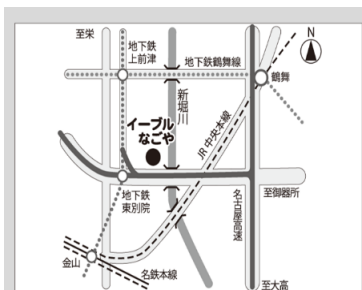 至栄
N
地下鉄
上前津
地下鉄鶴舞線
鶴舞
新堀川
イーブル
なごや
JR中央本線
地下鉄
東別院
名古屋高速
至御器所
金山
名鉄本線
至大高